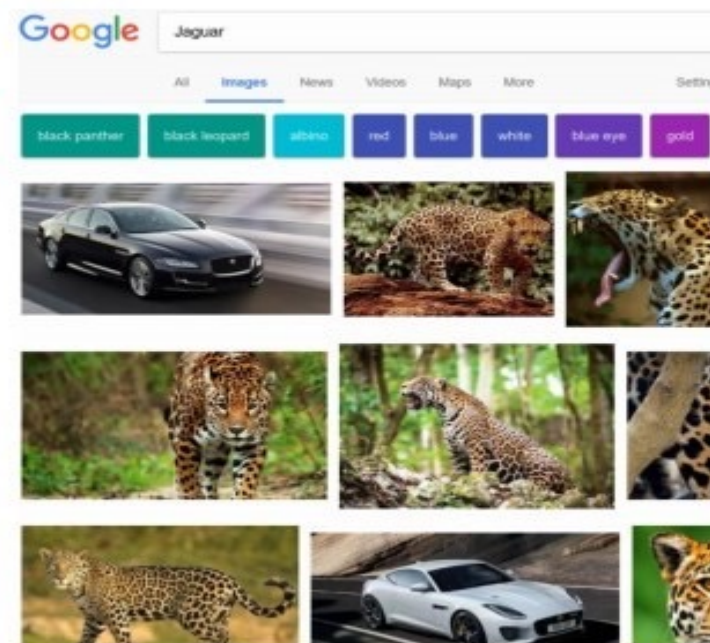 Google Jaguar
All Images News Videos Maps More Settin
black panther black leopard albino red blue white blue eye gold